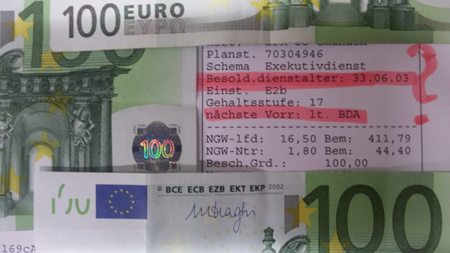 100 EURO
ΕΥΡΩ
Planst. 70304946
Schema Exekutivdienst
Besold.dienstalter: 33.06.03
?
Einst. E2b
Gehaltsstufe: 17
nächste Vorr: lt. BDA
NGW-lfd: 16,50 Bem: 411,79
NGW-Ntr: 1,80 Bem: 44,40
Besch.Grd.: 100,00
100
100
© BCE ECB EZB EKT EKP 2002
MDraghi
100